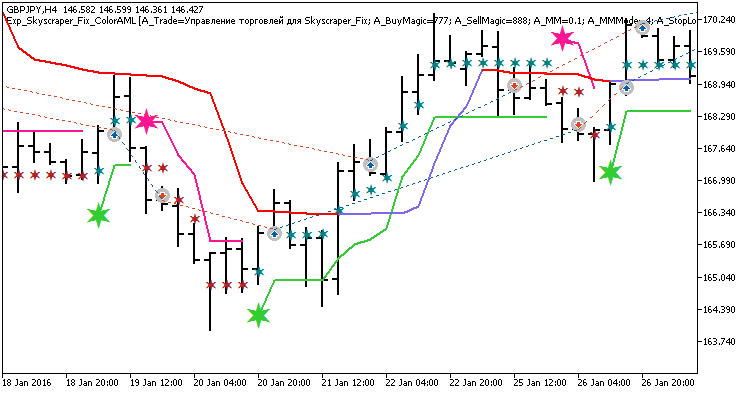 GBPJPY,H4 146.582 146.599 146.361 146.427
Exp_Skyscraper_Fix_ColorAML [A_Trade=Управление торговлей для Skyscraper_Fix; A_BuyMagic=777; A_SellMagic=888; A_MM=0.1; A_MMMode=4; A_StopLo
170.240
169.590
168.940
168.290
167.640
166.990
166.340
165.690
165.040
164.390
163.740
18 Jan 2016
18 Jan 20:00
19 Jan 12:00
20 Jan 04:00
20 Jan 20:00
21 Jan 12:00
22 Jan 04:00
22 Jan 20:00
25 Jan 12:00
26 Jan 04:00
26 Jan 20:00